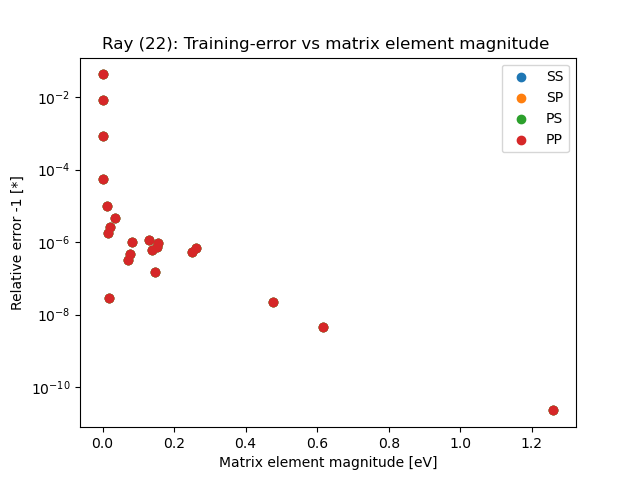 Ray (22): Training-error vs matrix element magnitude
Relative error -1 [*]
10⁻²
10⁻⁴
10⁻⁶
10⁻⁸
10⁻¹⁰
SS
SP
PS
PP
0.0 0.2 0.4 0.6 0.8 1.0 1.2
Matrix element magnitude [eV]